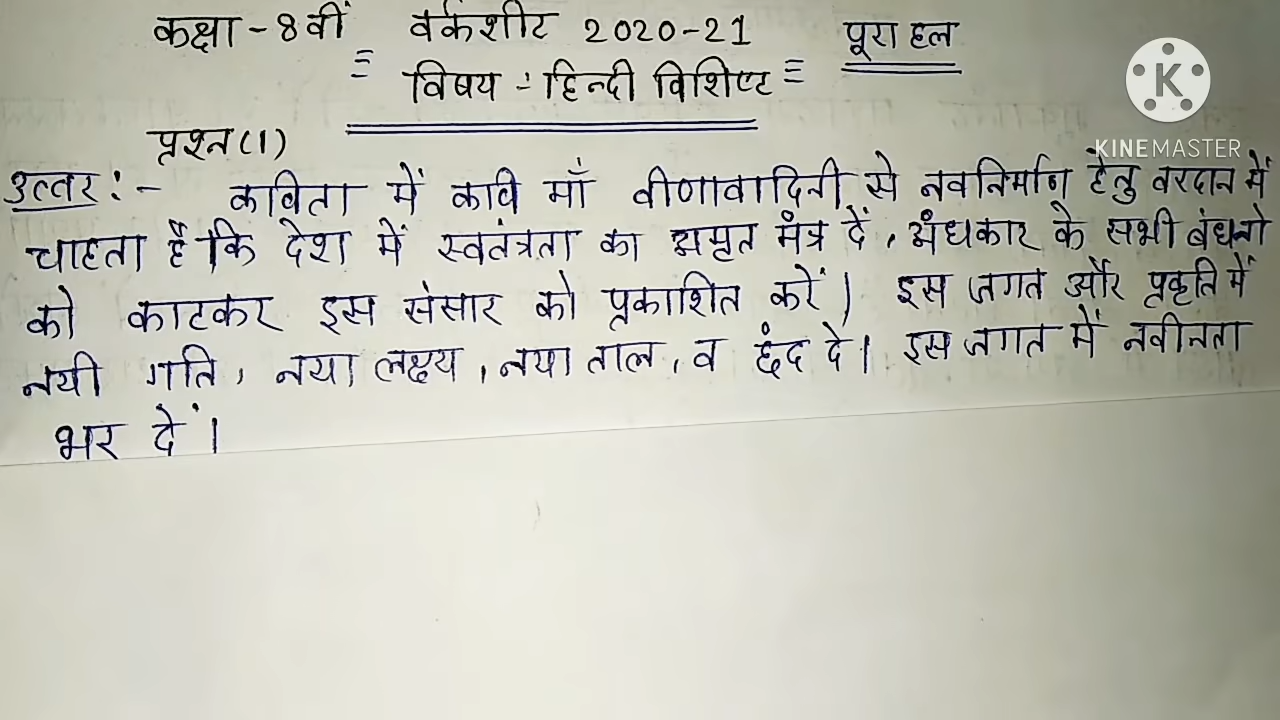 कक्षा - 8वीं = वर्कशीट 2020-21 = पूरा हल
विषय :- हिन्दी विशिष्ट
K
KINEMASTER
प्रश्न (1)
उत्तर :- कविता में कवि माँ वीणावादिनी से नवनिर्माण हेतु वरदान में
चाहता है कि देश में स्वतंत्रता का अमृत मंत्र दें, अंधकार के सभी बंधनो
को काटकर इस संसार को प्रकाशित करें। इस जगत और प्रकृति में
नयी गति, नया लक्ष्य, नया ताल, व छंद दे। इस जगत में नवीनता
भर दें।